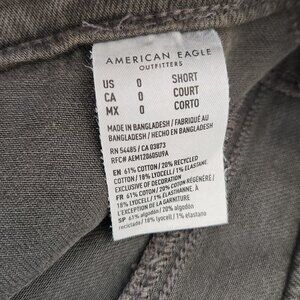 AMERICAN EAGLE
OUTFITTERS
US 0 SHORT
CA 0 COURT
MX 0 CORTO
MADE IN BANGLADESH / FABRIQUÉ AU
BANGLADESH / HECHO EN BANGLADESH
RN 54485 / CA 03873
RFC# AEM120605U9A
EN 61% COTTON / 20% RECYCLED
COTTON / 18% LYOCELL / 1% ELASTANE.
EXCLUSIVE OF DECORATION
FR 61% COTON / 20% COTON RÉGÉNÉRÉ /
18% LYOCELL / 1% ÉLASTHANNE.
À L'EXCEPTION DE LA GARNITURE
SP 61% algodón / 20% algodón
reciclado / 18% lyocell / 1% elastano